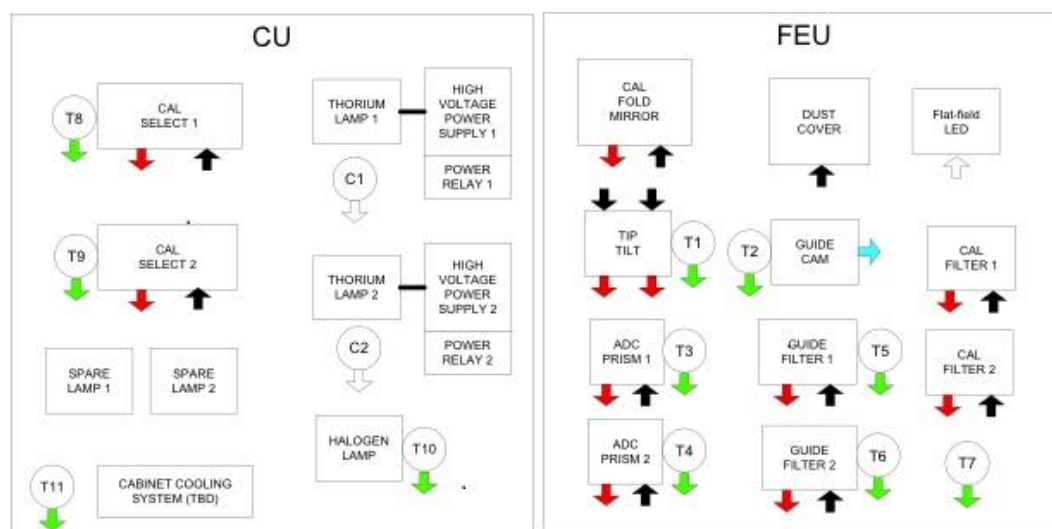 CU
T8
CAL
SELECT 1
THORIUM
LAMP 1
HIGH
VOLTAGE
POWER
SUPPLY 1
POWER
RELAY 1
C1
T9
CAL
SELECT 2
THORIUM
LAMP 2
HIGH
VOLTAGE
POWER
SUPPLY 2
POWER
RELAY 2
C2
SPARE
LAMP 1
SPARE
LAMP 2
HALOGEN
LAMP
T10
T11
CABINET COOLING
SYSTEM (TBD)
FEU
CAL
FOLD
MIRROR
DUST
COVER
Flat-field
LED
TIP
TILT
T1
T2
GUIDE
CAM
CAL
FILTER 1
ADC
PRISM 1
T3
GUIDE
FILTER 1
T5
CAL
FILTER 2
ADC
PRISM 2
T4
GUIDE
FILTER 2
T6
T7